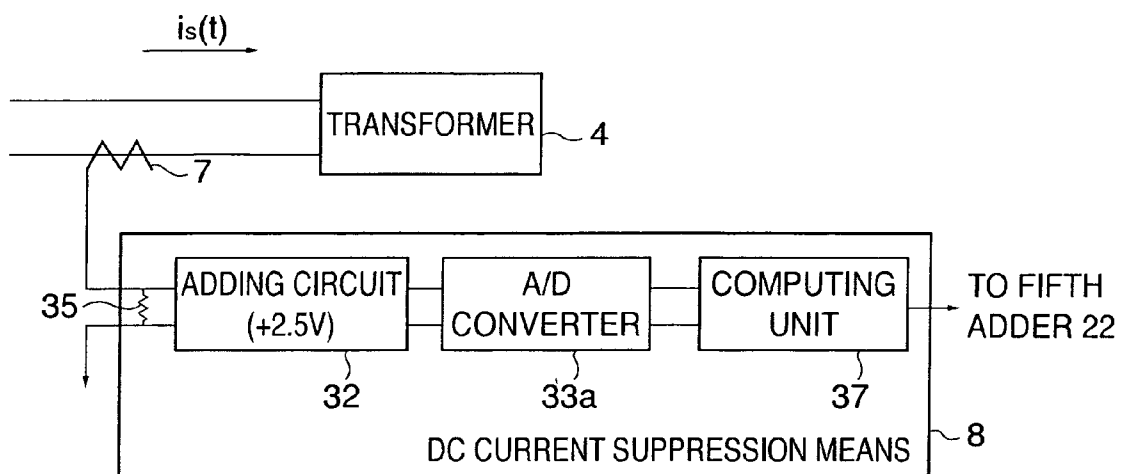 is(t)
TRANSFORMER
4
7
35
ADDING CIRCUIT
(+2.5V)
A/D
CONVERTER
COMPUTING
UNIT
TO FIFTH
ADDER 22
32
33a
37
8
DC CURRENT SUPPRESSION MEANS